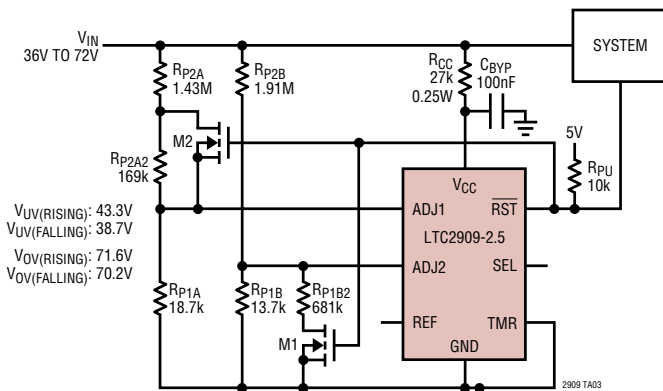 VIN
36V TO 72V
RP2A
1.43M
RP2B
1.91M
RCC
27k
0.25W
CBYP
100nF
SYSTEM
M2
RP2A2
169k
5V
RPU
10k
VCC
VUV(RISING): 43.3V
VUV(FALLING): 38.7V
VOV(RISING): 71.6V
VOV(FALLING): 70.2V
ADJ1
RST
LTC2909-2.5
ADJ2
SEL
RP1A
18.7k
RP1B
13.7k
RP1B2
681k
M1
REF
TMR
GND
2909 TA03